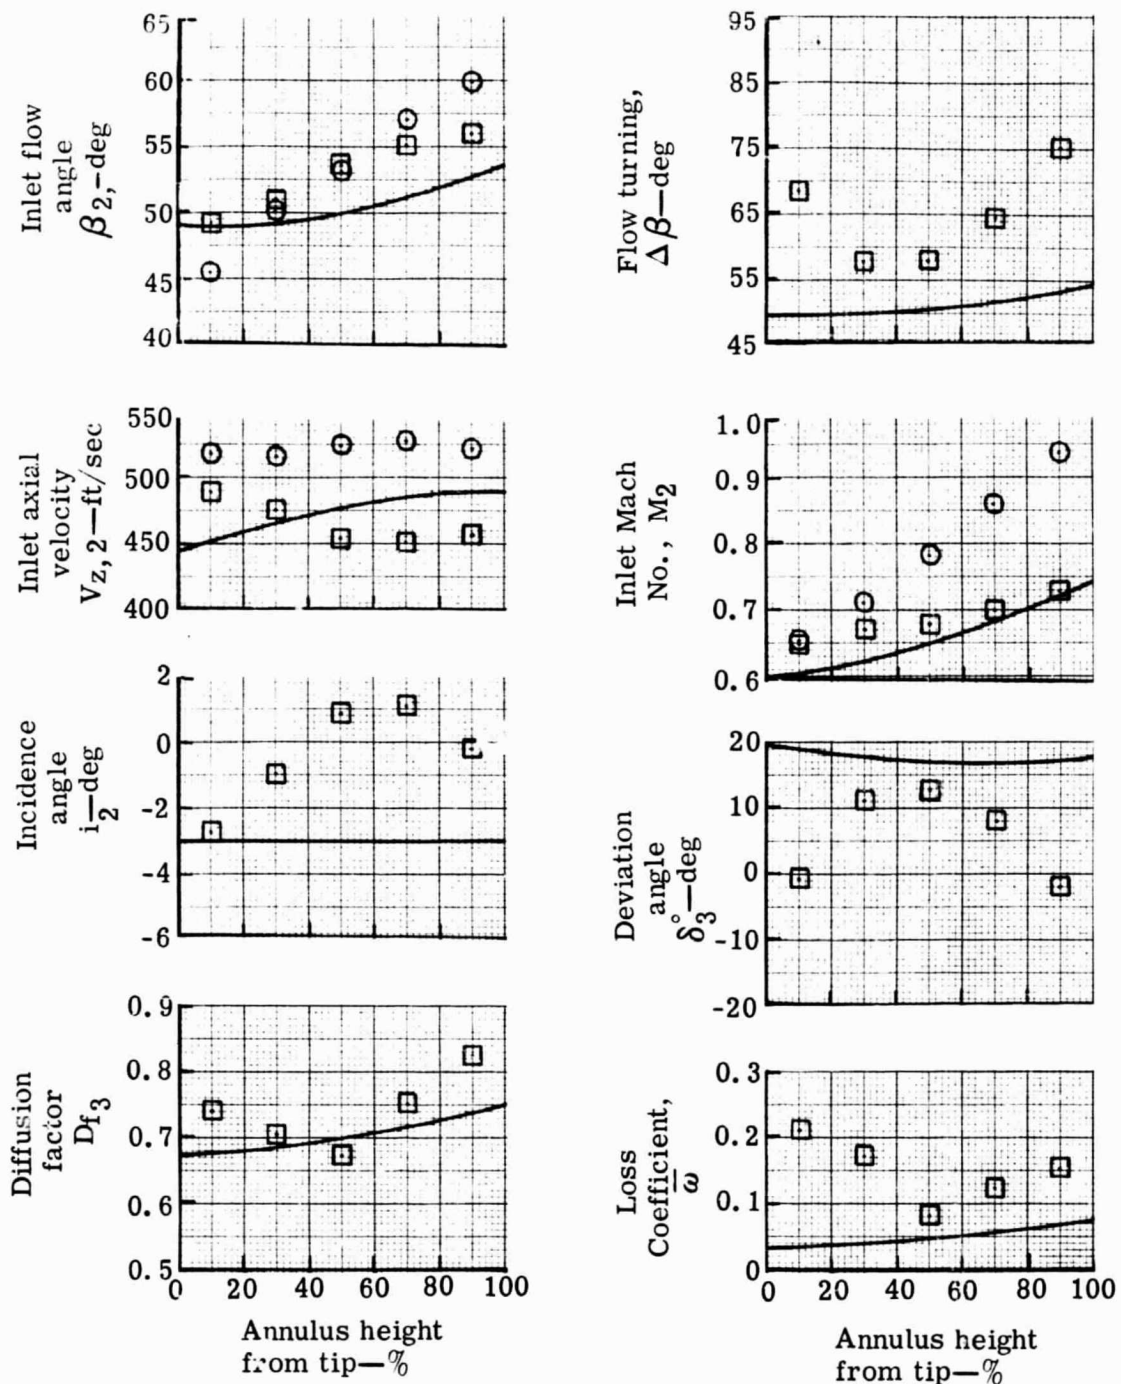 Inlet flow
angle
β2,-deg
65
60
55
50
45
40
Flow turning,
Δβ—deg
95
85
75
65
55
45
Inlet axial
velocity
Vz, 2—ft/sec
550
500
450
400
Inlet Mach
No., M2
1.0
0.9
0.8
0.7
0.6
Incidence
angle
i2—deg
2
0
-2
-4
-6
Deviation
angle
δ°3—deg
20
10
0
-10
-20
Diffusion
factor
Df3
0.9
0.8
0.7
0.6
0.5
0 20 40 60 80 100
Annulus height
from tip—%
Loss
Coefficient,
ω̅
0.3
0.2
0.1
0
0 20 40 60 80 100
Annulus height
from tip—%